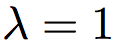 λ = 1